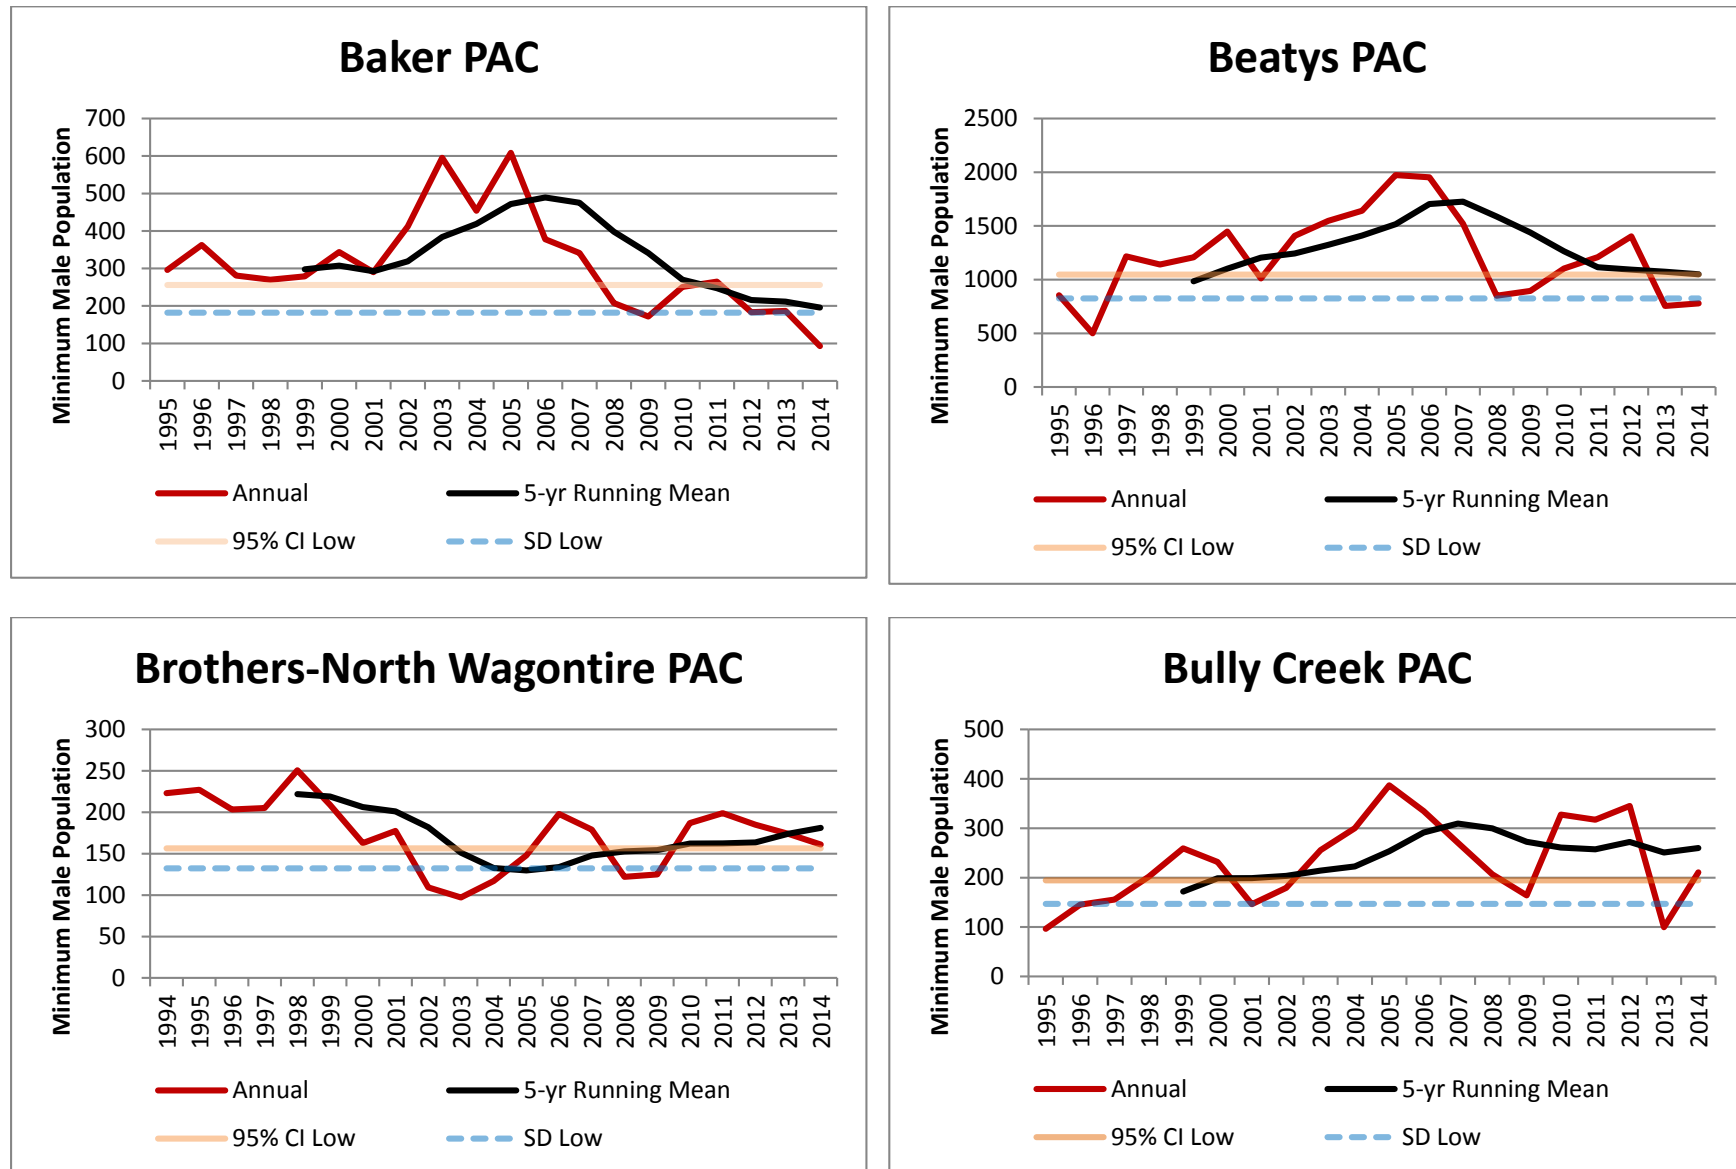 Baker PAC
Minimum Male Population
700
600
500
400
300
200
100
0
1995 1996 1997 1998 1999 2000 2001 2002 2003 2004 2005 2006 2007 2008 2009 2010 2011 2012 2013 2014
Annual 5-yr Running Mean
95% CI Low SD Low
Beatys PAC
Minimum Male Population
2500
2000
1500
1000
500
0
1995 1996 1997 1998 1999 2000 2001 2002 2003 2004 2005 2006 2007 2008 2009 2010 2011 2012 2013 2014
Annual 5-yr Running Mean
95% CI Low SD Low
Brothers-North Wagontire PAC
Minimum Male Population
300
250
200
150
100
50
0
1994 1995 1996 1997 1998 1999 2000 2001 2002 2003 2004 2005 2006 2007 2008 2009 2010 2011 2012 2013 2014
Annual 5-yr Running Mean
95% CI Low SD Low
Bully Creek PAC
Minimum Male Population
500
400
300
200
100
0
1995 1996 1997 1998 1999 2000 2001 2002 2003 2004 2005 2006 2007 2008 2009 2010 2011 2012 2013 2014
Annual 5-yr Running Mean
95% CI Low SD Low